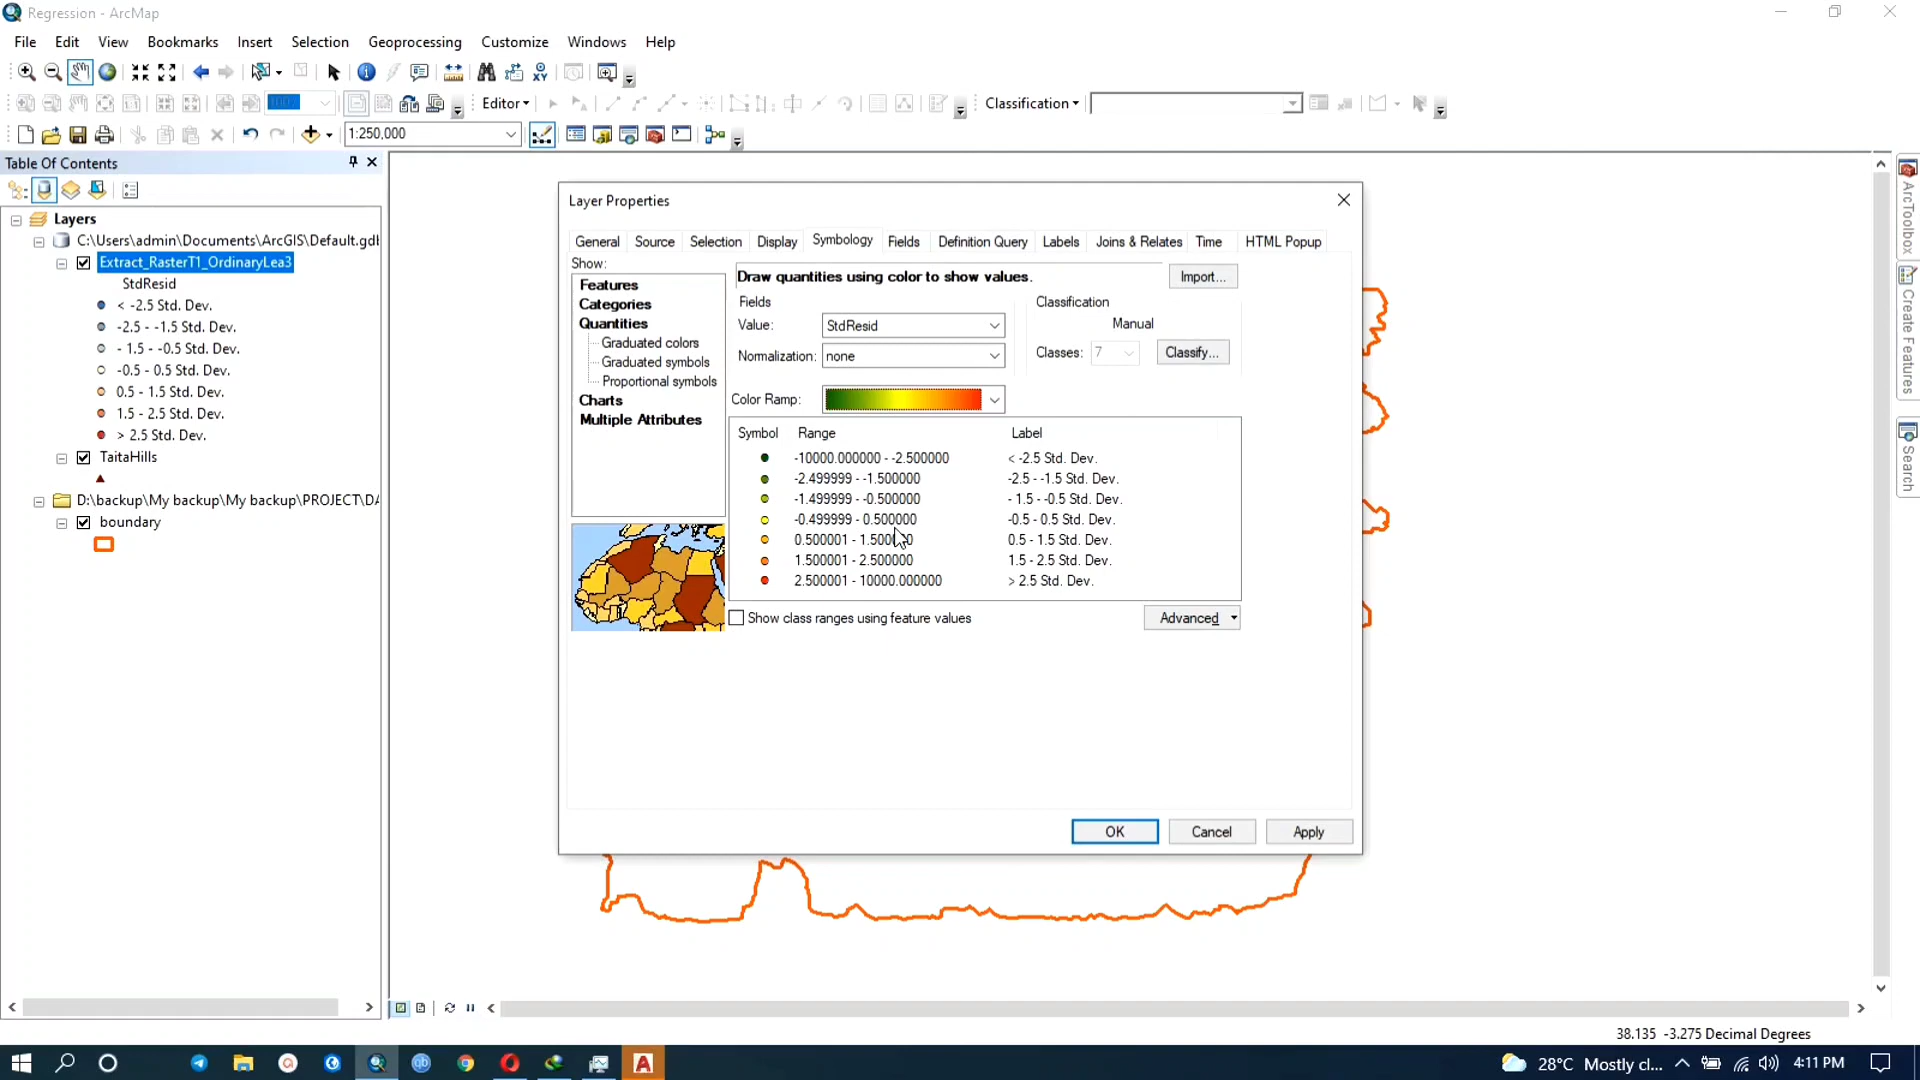 Regression - ArcMap
File Edit View Bookmarks Insert Selection Geoprocessing Customize Windows Help
Editor
Classification
1:250,000
Table Of Contents
Layers
C:\Users\admin\Documents\ArcGIS\Default.gdl
Extract_RasterT1_OrdinaryLea3
StdResid
< -2.5 Std. Dev.
-2.5 - -1.5 Std. Dev.
- 1.5 - -0.5 Std. Dev.
-0.5 - 0.5 Std. Dev.
0.5 - 1.5 Std. Dev.
1.5 - 2.5 Std. Dev.
> 2.5 Std. Dev.
TaitaHills
D:\backup\My backup\My backup\PROJECT\DA
boundary
Layer Properties
General Source Selection Display Symbology Fields Definition Query Labels Joins & Relates Time HTML Popup
Show:
Features
Categories
Quantities
Graduated colors
Graduated symbols
Proportional symbols
Charts
Multiple Attributes
Draw quantities using color to show values.
Import...
Fields
Value: StdResid
Normalization: none
Classification
Manual
Classes: 7 Classify...
Color Ramp:
Symbol Range Label
-10000.000000 - -2.500000 < -2.5 Std. Dev.
-2.499999 - -1.500000 -2.5 - -1.5 Std. Dev.
-1.499999 - -0.500000 - 1.5 - -0.5 Std. Dev.
-0.499999 - 0.500000 -0.5 - 0.5 Std. Dev.
0.500001 - 1.500000 0.5 - 1.5 Std. Dev.
1.500001 - 2.500000 1.5 - 2.5 Std. Dev.
2.500001 - 10000.000000 > 2.5 Std. Dev.
Show class ranges using feature values
Advanced
OK Cancel Apply
ArcToolbox
Create Features
Search
38.135 -3.275 Decimal Degrees
28°C Mostly cl... 4:11 PM